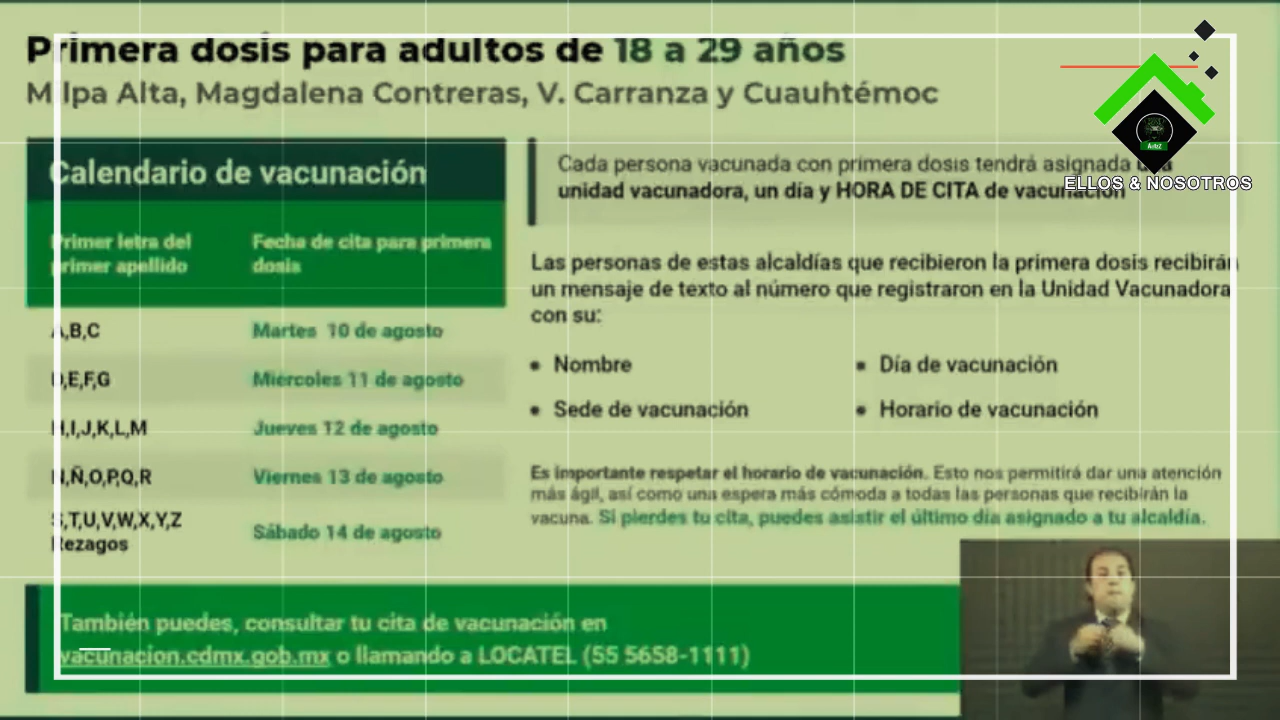 Primera dosis para adultos de 18 a 29 años
Milpa Alta, Magdalena Contreras, V. Carranza y Cuauhtémoc
Calendario de vacunación
Primer letra del
primer apellido
Fecha de cita para primera
dosis
A,B,C
Martes 10 de agosto
D,E,F,G
Miércoles 11 de agosto
H,I,J,K,L,M
Jueves 12 de agosto
N,Ñ,O,P,Q,R
Viernes 13 de agosto
S,T,U,V,W,X,Y,Z
Rezagos
Sábado 14 de agosto
Cada persona vacunada con primera dosis tendrá asignada una
unidad vacunadora, un día y HORA DE CITA de vacunación
Las personas de estas alcaldías que recibieron la primera dosis recibirán
un mensaje de texto al número que registraron en la Unidad Vacunadora
con su:
Nombre
Día de vacunación
Sede de vacunación
Horario de vacunación
Es importante respetar el horario de vacunación. Esto nos permitirá dar una atención
más ágil, así como una espera más cómoda a todas las personas que recibirán la
vacuna. Si pierdes tu cita, puedes asistir el último día asignado a tu alcaldía.
También puedes, consultar tu cita de vacunación en
vacunacion.cdmx.gob.mx o llamando a LOCATEL (55 5658-1111)
ELLOS & NOSOTROS